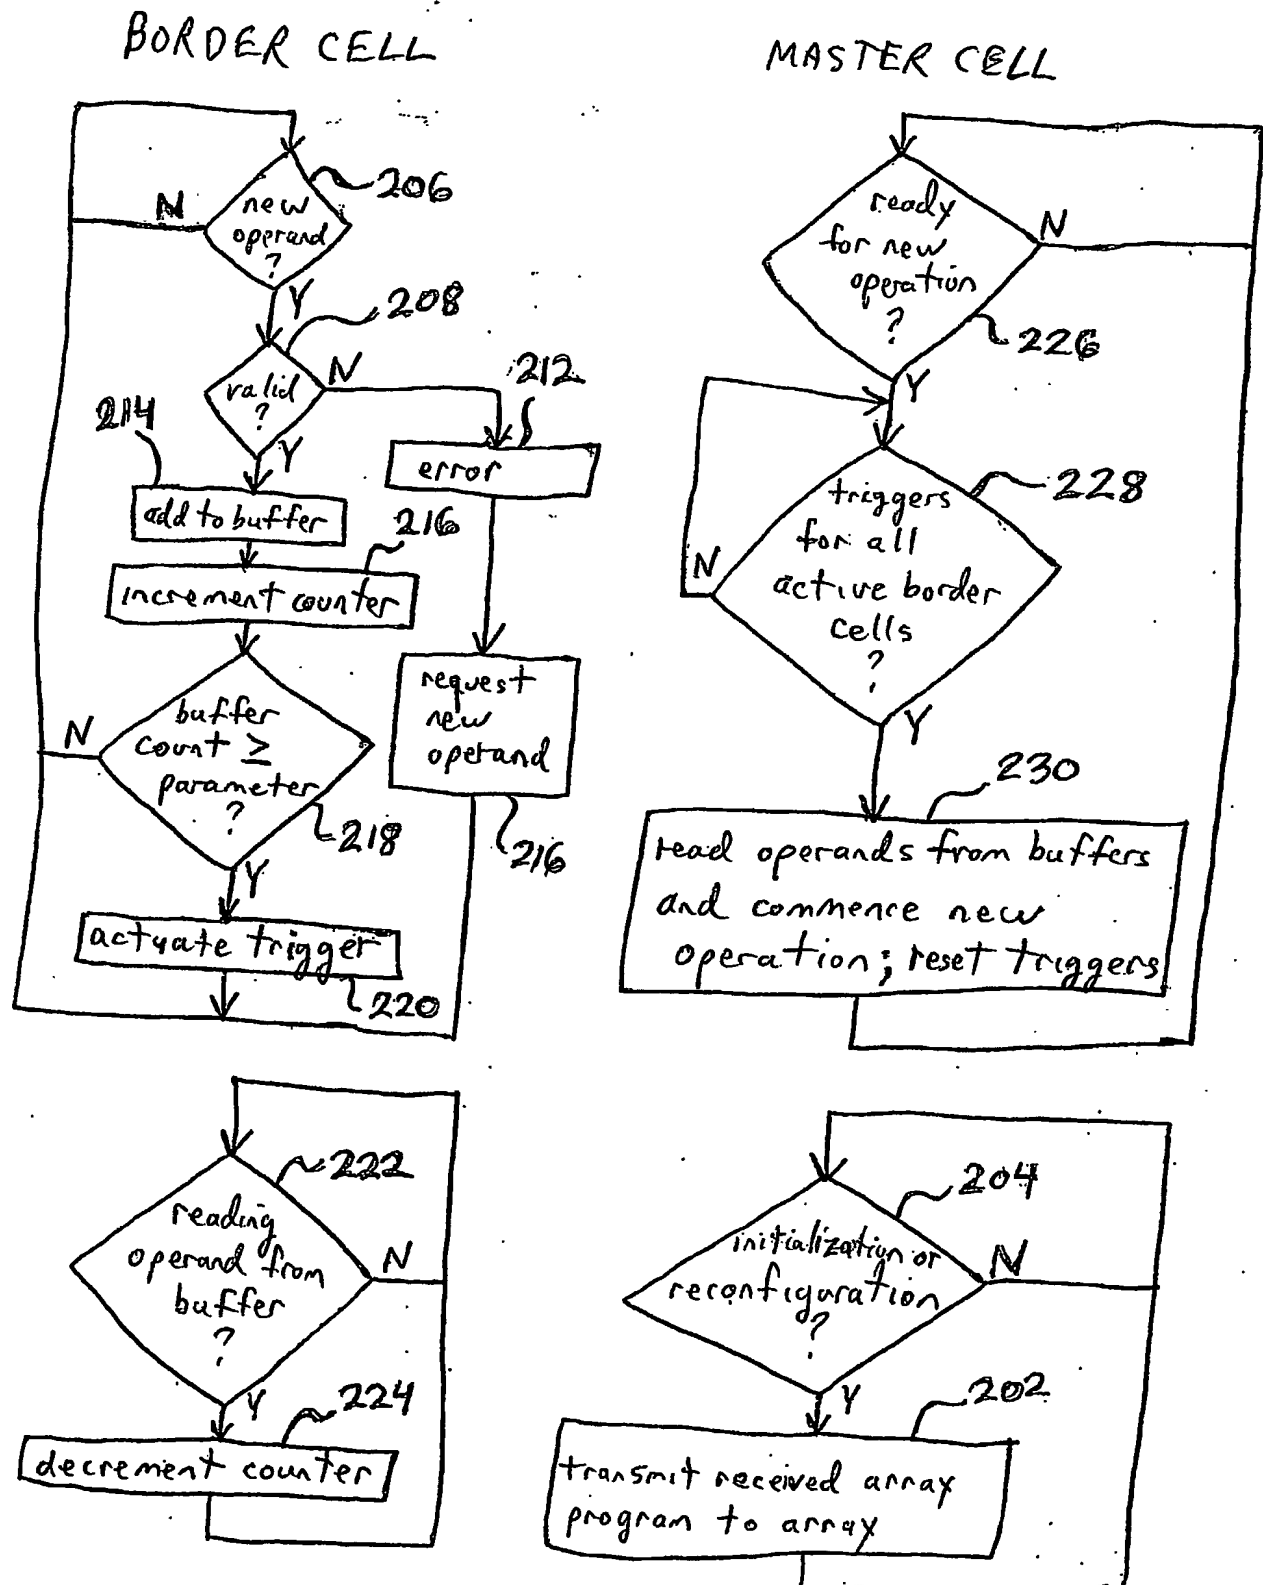 BORDER CELL
206
N
new
operand
?
Y
208
valid
?
N
212
214
Y
error
add to buffer
216
increment counter
request
new
operand
216
N
buffer
count ≥
parameter
?
218
Y
actuate trigger
220
222
reading
operand from
buffer
?
N
Y
224
decrement counter
MASTER CELL
ready
for new
operation
?
N
226
Y
228
triggers
for all
active border
cells
?
N
Y
230
read operands from buffers
and commence new
operation; reset triggers
204
initialization or
reconfiguration
?
N
Y
202
transmit received array
program to array